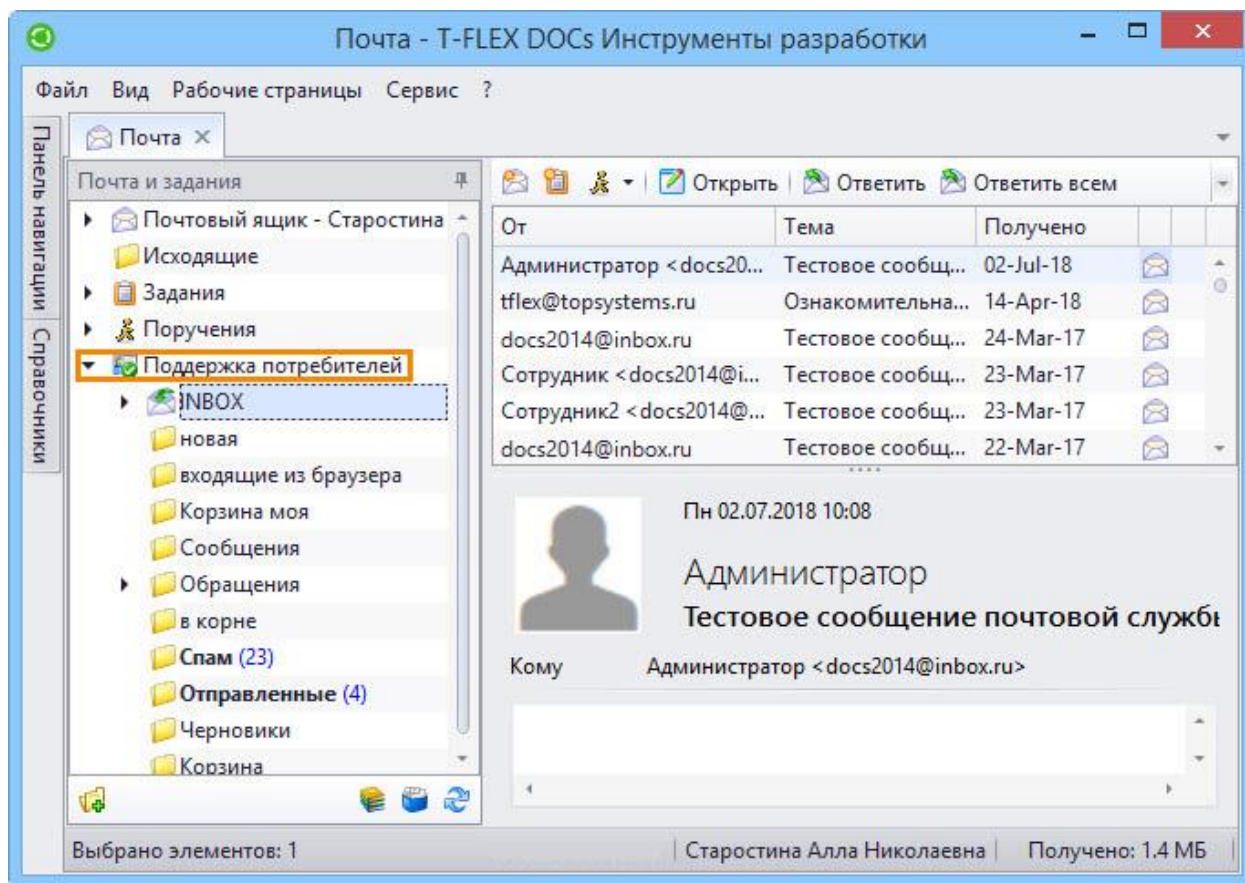 Почта - T-FLEX DOCs Инструменты разработки
Файл Вид Рабочие страницы Сервис ?
Панель навигации
Справочники
Почта
Почта и задания
Почтовый ящик - Старостина
Исходящие
Задания
Поручения
Поддержка потребителей
INBOX
новая
входящие из браузера
Корзина моя
Сообщения
Обращения
в корне
Спам (23)
Отправленные (4)
Черновики
Корзина
Открыть Ответить Ответить всем
От Тема Получено
Администратор <docs20... Тестовое сообщ... 02-Jul-18
tflex@topsystems.ru Ознакомительна... 14-Apr-18
docs2014@inbox.ru Тестовое сообщ... 24-Mar-17
Сотрудник <docs2014@i... Тестовое сообщ... 23-Mar-17
Сотрудник2 <docs2014@... Тестовое сообщ... 23-Mar-17
docs2014@inbox.ru Тестовое сообщ... 22-Mar-17
Пн 02.07.2018 10:08
Администратор
Тестовое сообщение почтовой службы
Кому Администратор <docs2014@inbox.ru>
Выбрано элементов: 1 Старостина Алла Николаевна Получено: 1.4 МБ